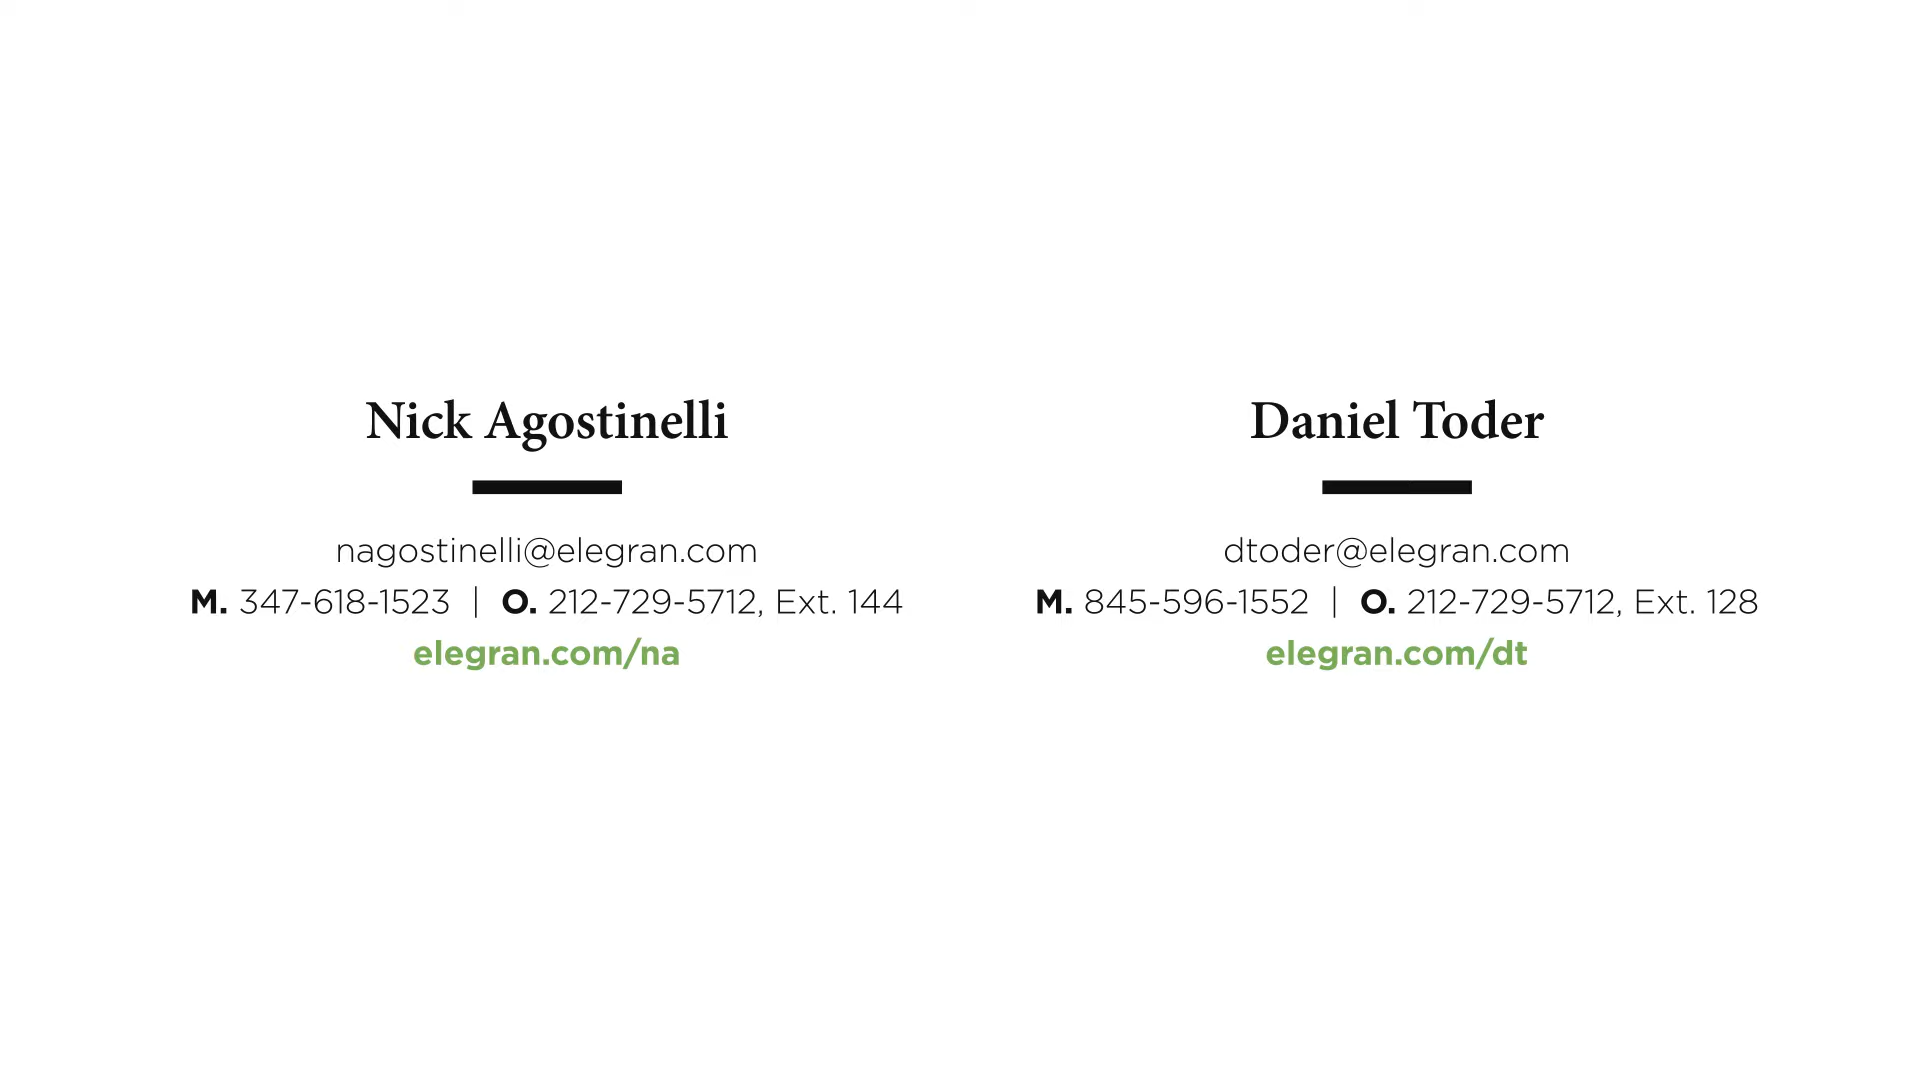 Nick Agostinelli
nagostinelli@elegran.com
M. 347-618-1523 | O. 212-729-5712, Ext. 144
elegran.com/na
Daniel Toder
dtoder@elegran.com
M. 845-596-1552 | O. 212-729-5712, Ext. 128
elegran.com/dt